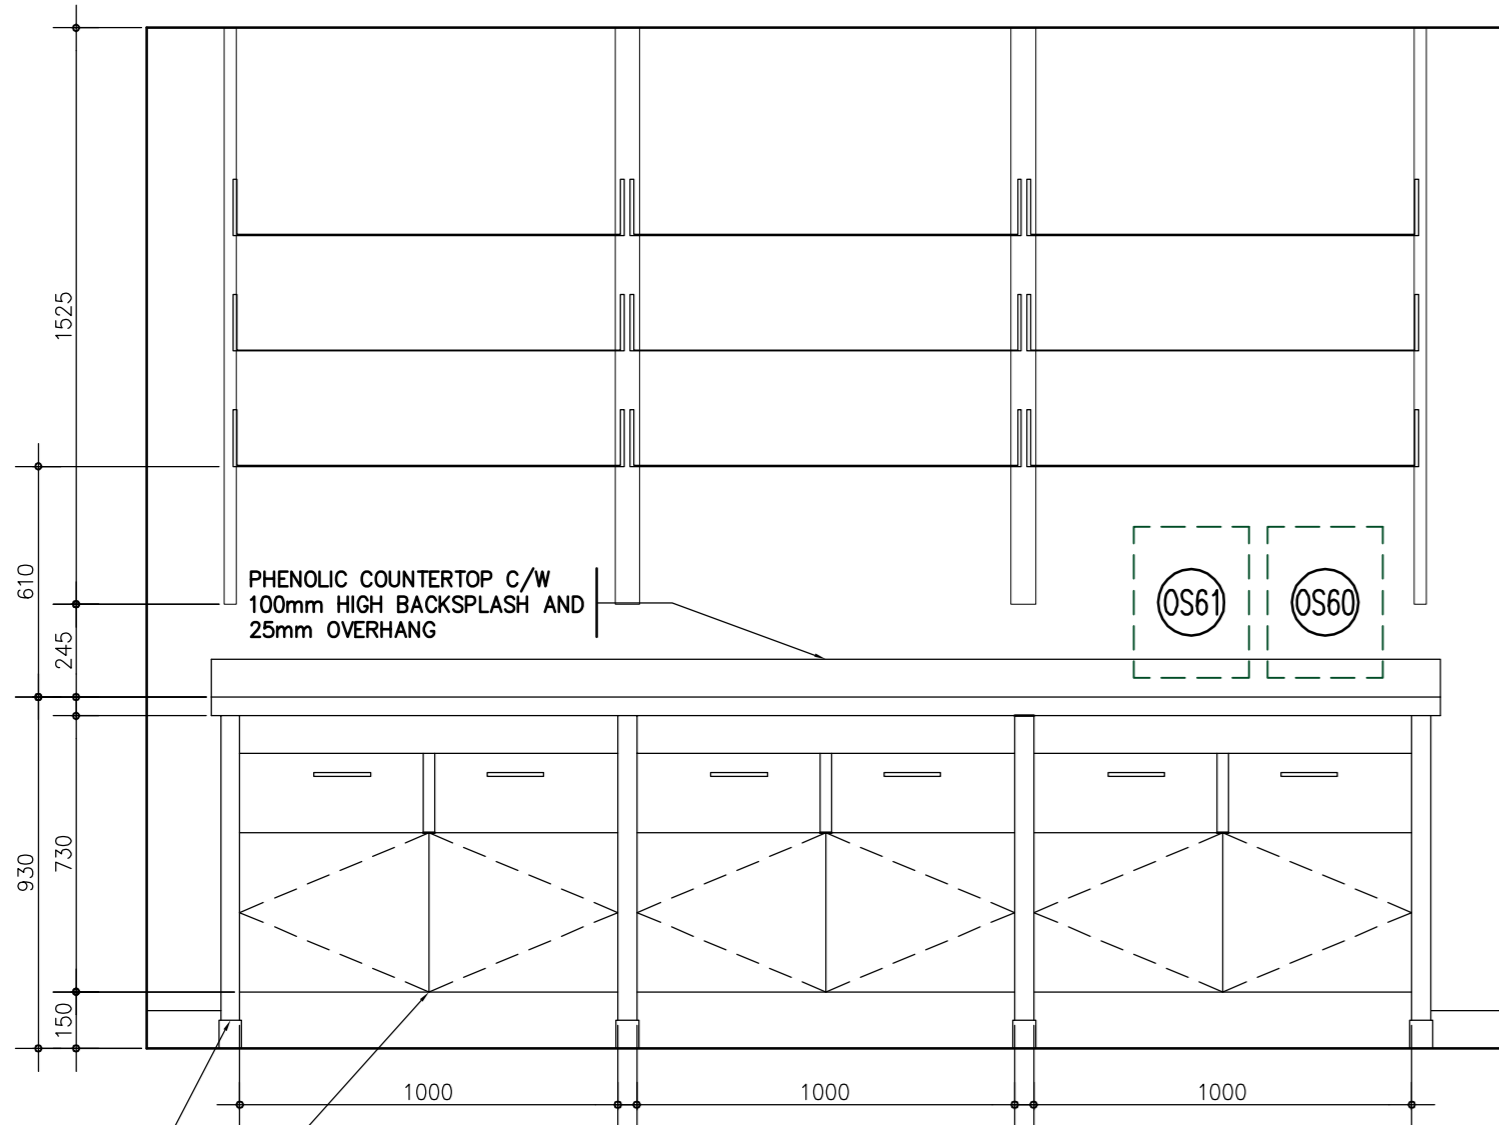 1525
610
245
PHENOLIC COUNTERTOP C/W
100mm HIGH BACKSPLASH AND
25mm OVERHANG
OS61
OS60
930
730
150
1000
1000
1000